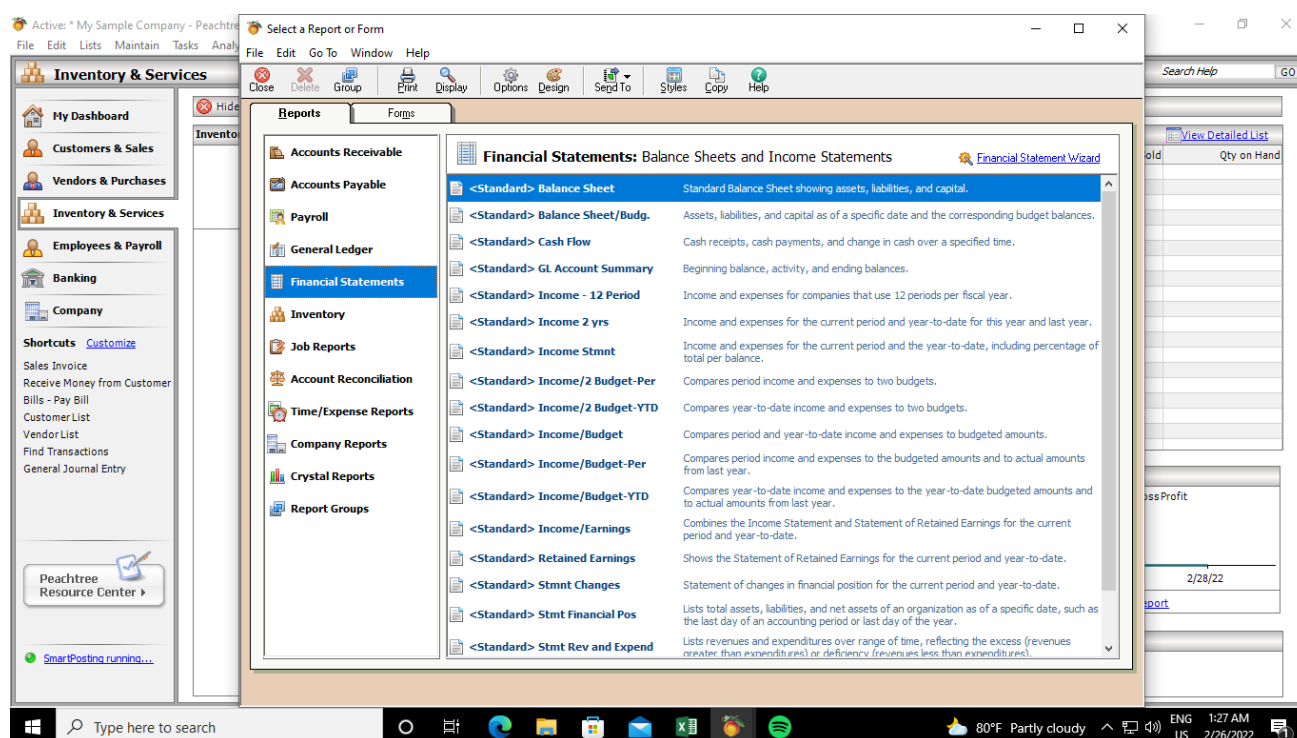 Active: * My Sample Company - Peachtre
File Edit Lists Maintain Tasks Analy
Inventory & Services
Search Help
GO
My Dashboard
Customers & Sales
Vendors & Purchases
Inventory & Services
Employees & Payroll
Banking
Company
Shortcuts Customize
Sales Invoice
Receive Money from Customer
Bills - Pay Bill
Customer List
Vendor List
Find Transactions
General Journal Entry
Peachtree
Resource Center
SmartPosting running...
Hide
Invento
View Detailed List
old Qty on Hand
oss Profit
2/28/22
eport
Select a Report or Form
File Edit Go To Window Help
Close Delete Group Print Display Options Design Send To Styles Copy Help
Reports Forms
Accounts Receivable
Accounts Payable
Payroll
General Ledger
Financial Statements
Inventory
Job Reports
Account Reconciliation
Time/Expense Reports
Company Reports
Crystal Reports
Report Groups
Financial Statements: Balance Sheets and Income Statements Financial Statement Wizard
<Standard> Balance Sheet Standard Balance Sheet showing assets, liabilities, and capital.
<Standard> Balance Sheet/Budg. Assets, liabilities, and capital as of a specific date and the corresponding budget balances.
<Standard> Cash Flow Cash receipts, cash payments, and change in cash over a specified time.
<Standard> GL Account Summary Beginning balance, activity, and ending balances.
<Standard> Income - 12 Period Income and expenses for companies that use 12 periods per fiscal year.
<Standard> Income 2 yrs Income and expenses for the current period and year-to-date for this year and last year.
<Standard> Income Stmnt Income and expenses for the current period and the year-to-date, including percentage of
total per balance.
<Standard> Income/2 Budget-Per Compares period income and expenses to two budgets.
<Standard> Income/2 Budget-YTD Compares year-to-date income and expenses to two budgets.
<Standard> Income/Budget Compares period and year-to-date income and expenses to budgeted amounts.
<Standard> Income/Budget-Per Compares period income and expenses to the budgeted amounts and to actual amounts
from last year.
<Standard> Income/Budget-YTD Compares year-to-date income and expenses to the year-to-date budgeted amounts and
to actual amounts from last year.
<Standard> Income/Earnings Combines the Income Statement and Statement of Retained Earnings for the current
period and year-to-date.
<Standard> Retained Earnings Shows the Statement of Retained Earnings for the current period and year-to-date.
<Standard> Stmnt Changes Statement of changes in financial position for the current period and year-to-date.
<Standard> Stmt Financial Pos Lists total assets, liabilities, and net assets of an organization as of a specific date, such as
the last day of an accounting period or last day of the year.
<Standard> Stmt Rev and Expend Lists revenues and expenditures over range of time, reflecting the excess (revenues
greater than expenditures) or deficiency (revenues less than expenditures).
Type here to search
80°F Partly cloudy
ENG
US
1:27 AM
2/26/2022
1